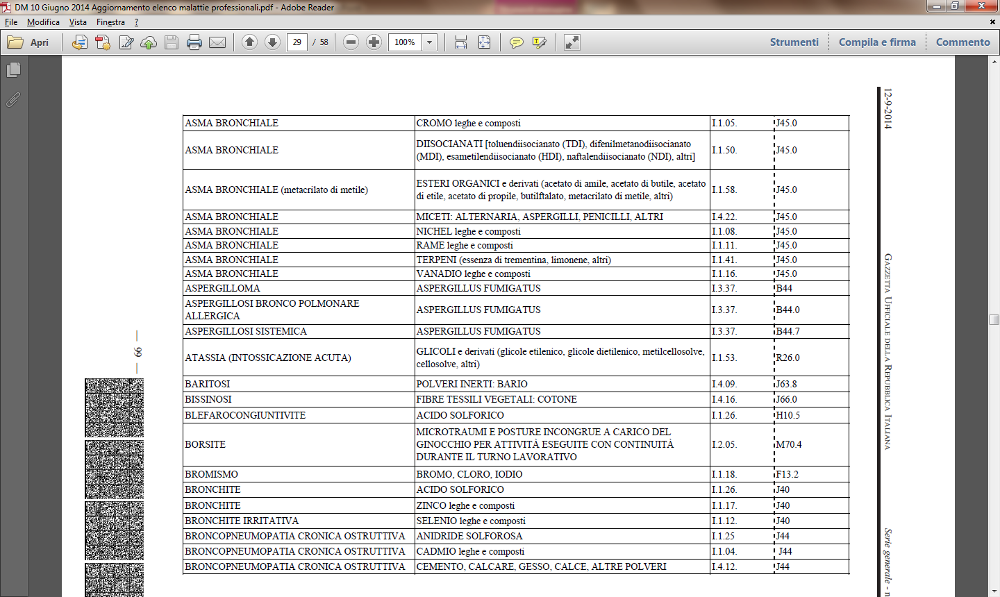 DM 10 Giugno 2014 Aggiornamento elenco malattie professionali.pdf - Adobe Reader
File Modifica Vista Finestra ?
Apri 29 / 58 100% Strumenti Compila e firma Commento
ASMA BRONCHIALE CROMO leghe e composti I.1.05. J45.0
ASMA BRONCHIALE DIISOCIANATI [toluendiisocianato (TDI), difenilmetanodiisocianato
(MDI), esametilendiisocianato (HDI), naftalendiisocianato (NDI), altri] I.1.50. J45.0
ASMA BRONCHIALE (metacrilato di metile) ESTERI ORGANICI e derivati (acetato di amile, acetato di butile, acetato
di etile, acetato di propile, butilftalato, metacrilato di metile, altri) I.1.58. J45.0
ASMA BRONCHIALE MICETI: ALTERNARIA, ASPERGILLI, PENICILLI, ALTRI I.4.22. J45.0
ASMA BRONCHIALE NICHEL leghe e composti I.1.08. J45.0
ASMA BRONCHIALE RAME leghe e composti I.1.11. J45.0
ASMA BRONCHIALE TERPENI (essenza di trementina, limonene, altri) I.1.41. J45.0
ASMA BRONCHIALE VANADIO leghe e composti I.1.16. J45.0
ASPERGILLOMA ASPERGILLUS FUMIGATUS I.3.37. B44
ASPERGILLOSI BRONCO POLMONARE
ALLERGICA ASPERGILLUS FUMIGATUS I.3.37. B44.0
ASPERGILLOSI SISTEMICA ASPERGILLUS FUMIGATUS I.3.37. B44.7
ATASSIA (INTOSSICAZIONE ACUTA) GLICOLI e derivati (glicole etilenico, glicole dietilenico, metilcellosolve,
cellosolve, altri) I.1.53. R26.0
BARITOSI POLVERI INERTI: BARIO I.4.09. J63.8
BISSINOSI FIBRE TESSILI VEGETALI: COTONE I.4.16. J66.0
BLEFAROCONGIUNTIVITE ACIDO SOLFORICO I.1.26. H10.5
BORSITE MICROTRAUMI E POSTURE INCONGRUE A CARICO DEL
GINOCCHIO PER ATTIVITÀ ESEGUITE CON CONTINUITÀ
DURANTE IL TURNO LAVORATIVO I.2.05. M70.4
BROMISMO BROMO, CLORO, IODIO I.1.18. F13.2
BRONCHITE ACIDO SOLFORICO I.1.26. J40
BRONCHITE ZINCO leghe e composti I.1.17. J40
BRONCHITE IRRITATIVA SELENIO leghe e composti I.1.12. J40
BRONCOPNEUMOPATIA CRONICA OSTRUTTIVA ANIDRIDE SOLFOROSA I.1.25 J44
BRONCOPNEUMOPATIA CRONICA OSTRUTTIVA CADMIO leghe e composti I.1.04. J44
BRONCOPNEUMOPATIA CRONICA OSTRUTTIVA CEMENTO, CALCARE, GESSO, CALCE, ALTRE POLVERI I.4.12. J44
12-9-2014 GAZZETTA UFFICIALE DELLA REPUBBLICA ITALIANA Serie generale - n
— 99 —